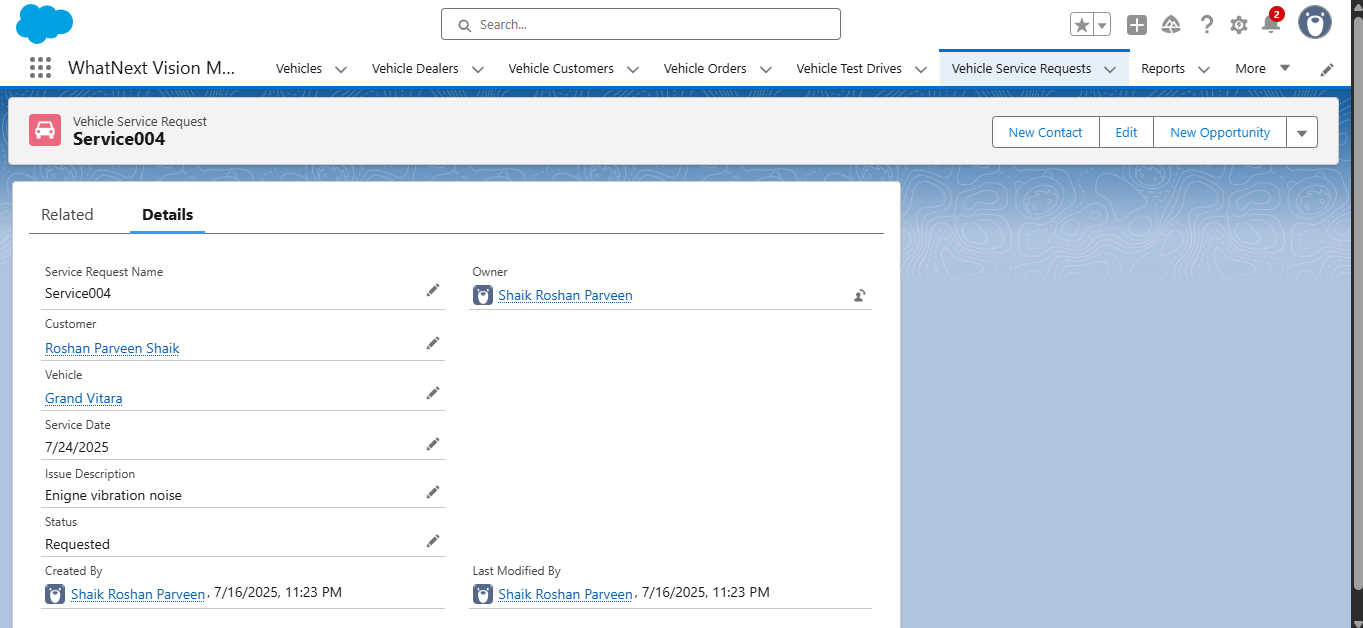 Search...
2
WhatNext Vision M... Vehicles Vehicle Dealers Vehicle Customers Vehicle Orders Vehicle Test Drives Vehicle Service Requests Reports More
Vehicle Service Request
Service004
New Contact Edit New Opportunity
Related Details
Service Request Name Owner
Service004 Shaik Roshan Parveen
Customer
Roshan Parveen Shaik
Vehicle
Grand Vitara
Service Date
7/24/2025
Issue Description
Enigne vibration noise
Status
Requested
Created By Last Modified By
Shaik Roshan Parveen, 7/16/2025, 11:23 PM Shaik Roshan Parveen, 7/16/2025, 11:23 PM